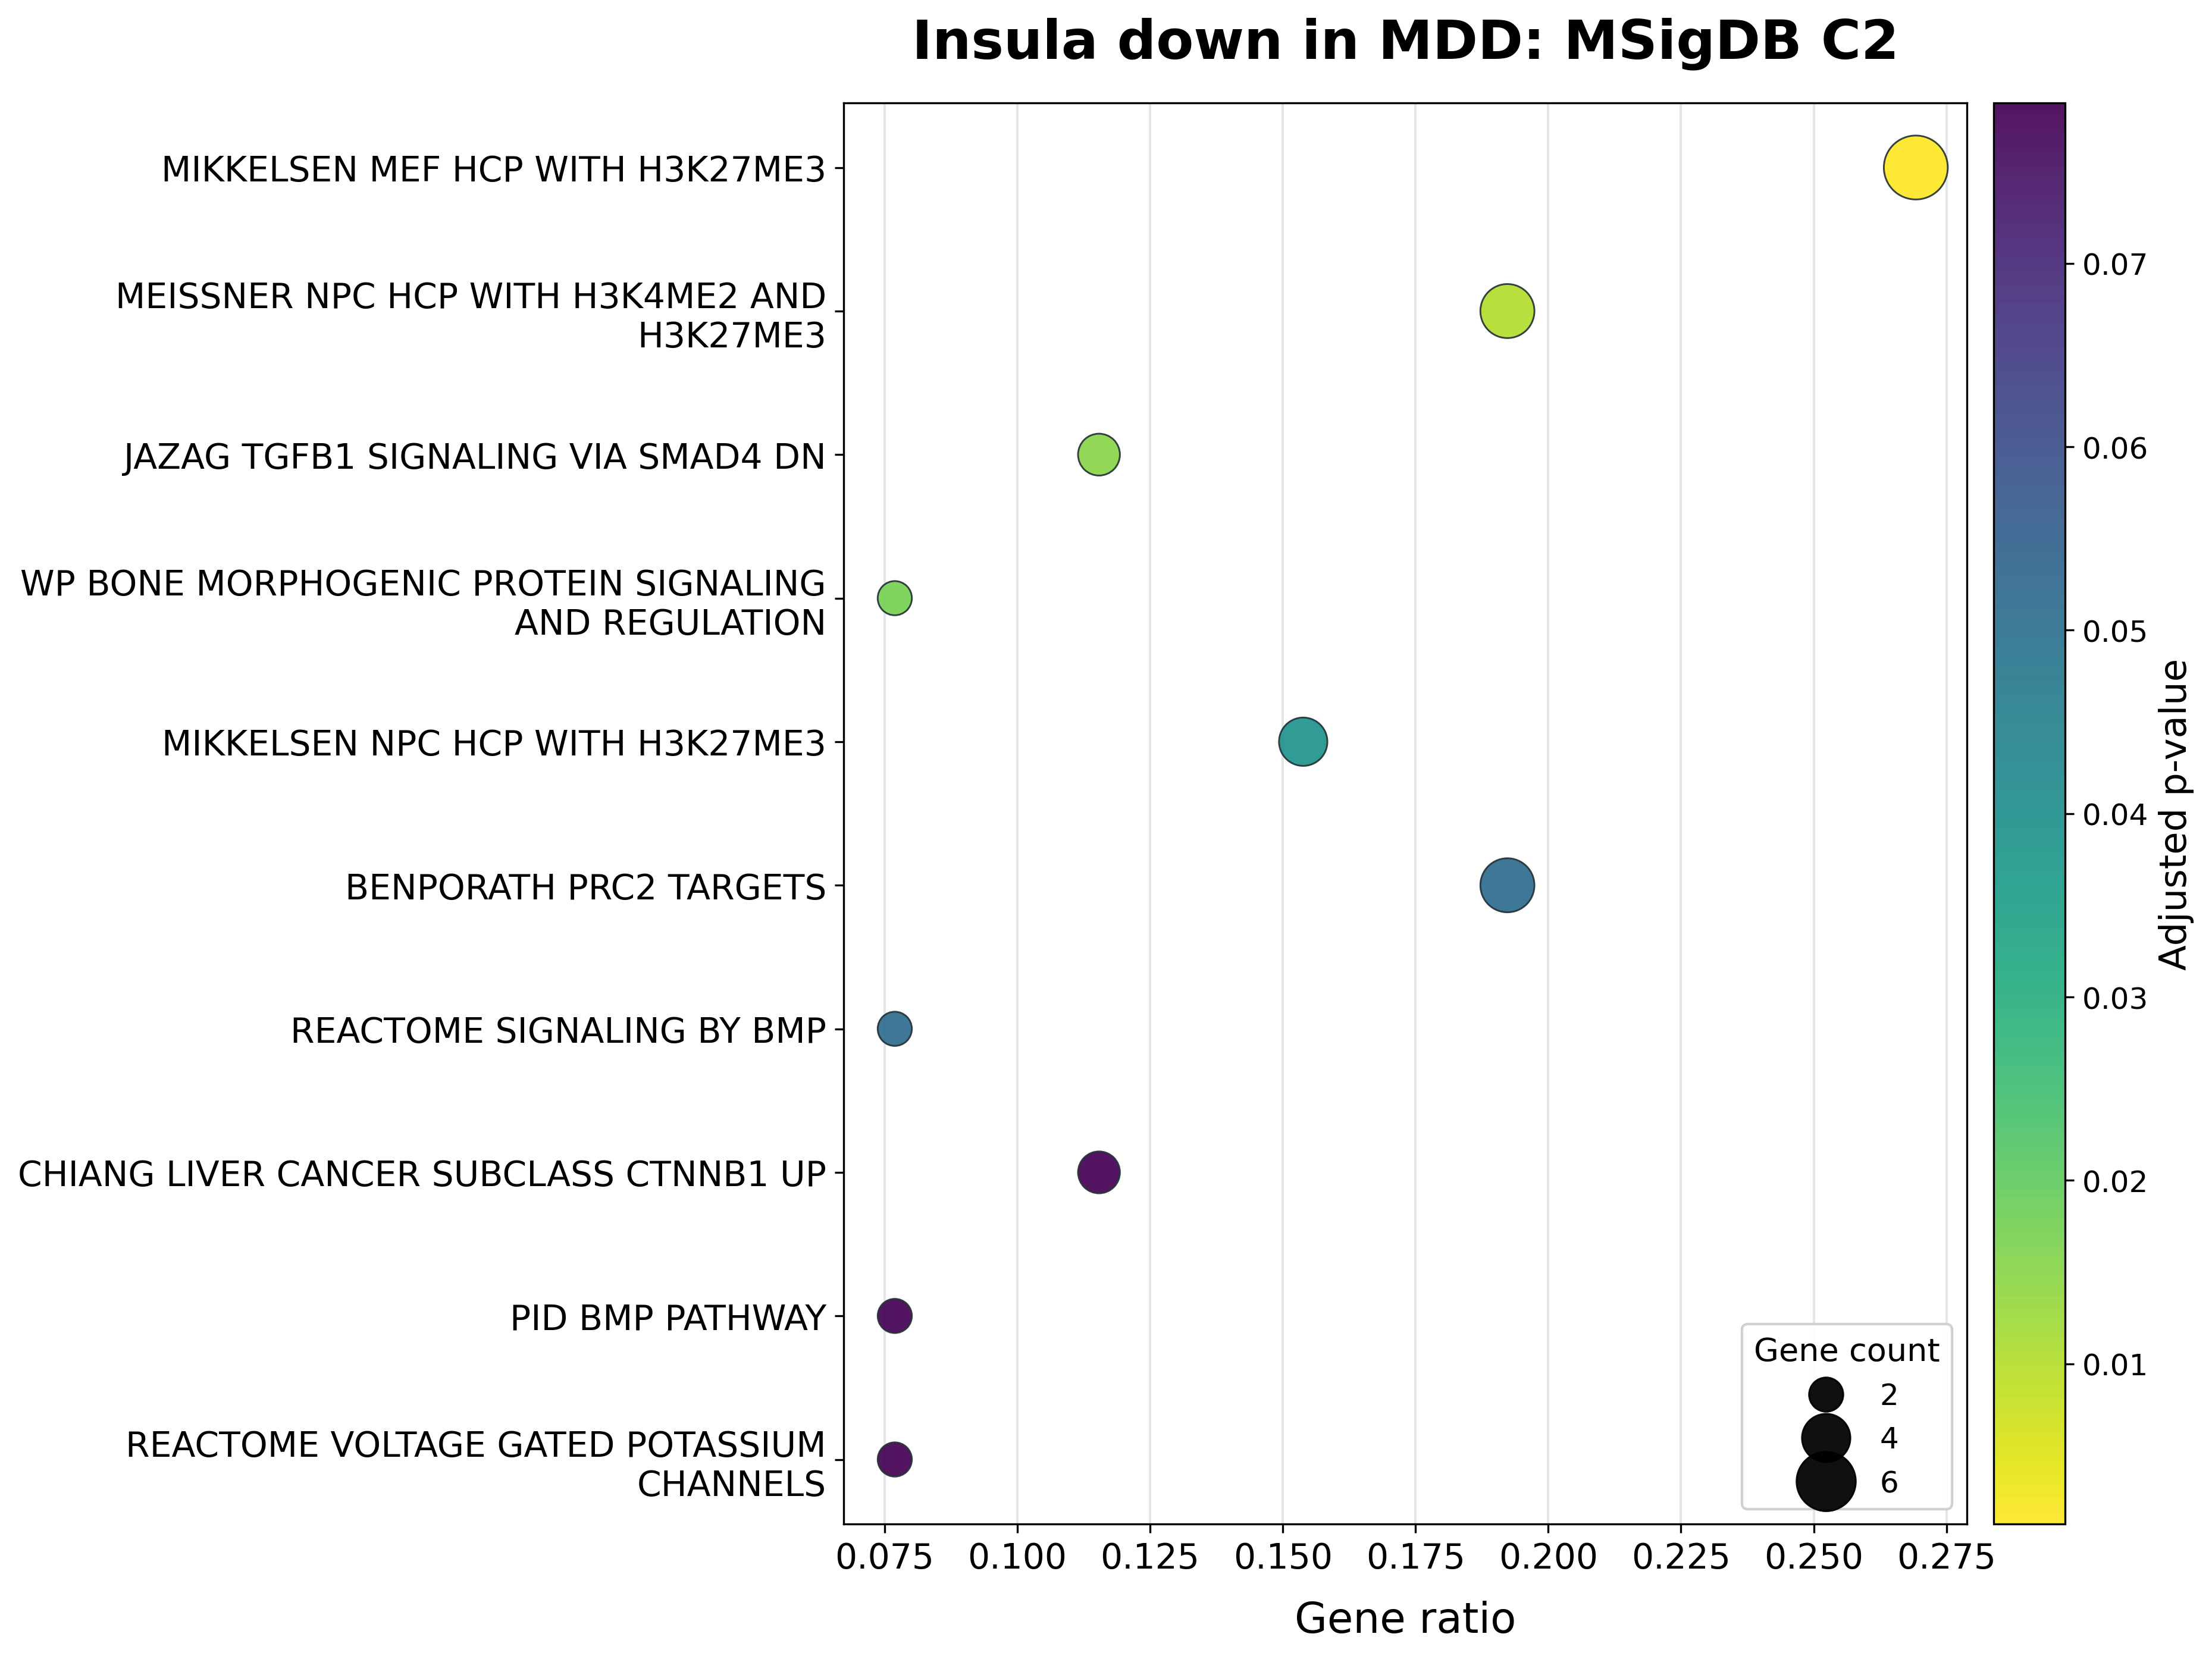 Insula down in MDD: MSigDB C2
MIKKELSEN MEF HCP WITH H3K27ME3
MEISSNER NPC HCP WITH H3K4ME2 AND
H3K27ME3
JAZAG TGFB1 SIGNALING VIA SMAD4 DN
WP BONE MORPHOGENIC PROTEIN SIGNALING
AND REGULATION
MIKKELSEN NPC HCP WITH H3K27ME3
BENPORATH PRC2 TARGETS
REACTOME SIGNALING BY BMP
CHIANG LIVER CANCER SUBCLASS CTNNB1 UP
PID BMP PATHWAY
REACTOME VOLTAGE GATED POTASSIUM
CHANNELS
0.075 0.100 0.125 0.150 0.175 0.200 0.225 0.250 0.275
Gene ratio
Gene count
2
4
6
0.07
0.06
0.05
0.04
0.03
0.02
0.01
Adjusted p-value